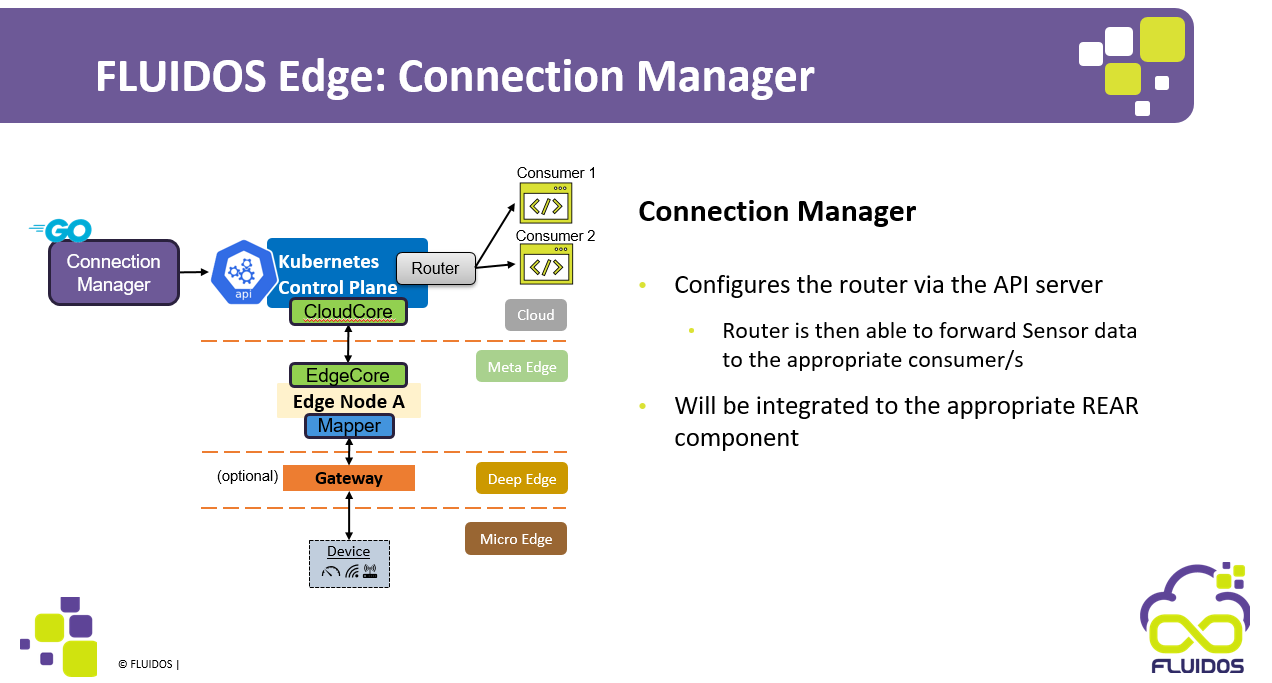 FLUIDOS Edge: Connection Manager
Consumer 1
</>
Consumer 2
</>
GO
Connection
Manager
api
Kubernetes
Control Plane
Router
CloudCore
Cloud
Meta Edge
EdgeCore
Edge Node A
Mapper
(optional)
Gateway
Deep Edge
Micro Edge
Device
Connection Manager
• Configures the router via the API server
• Router is then able to forward Sensor data
to the appropriate consumer/s
• Will be integrated to the appropriate REAR
component
© FLUIDOS |
FLUIDOS